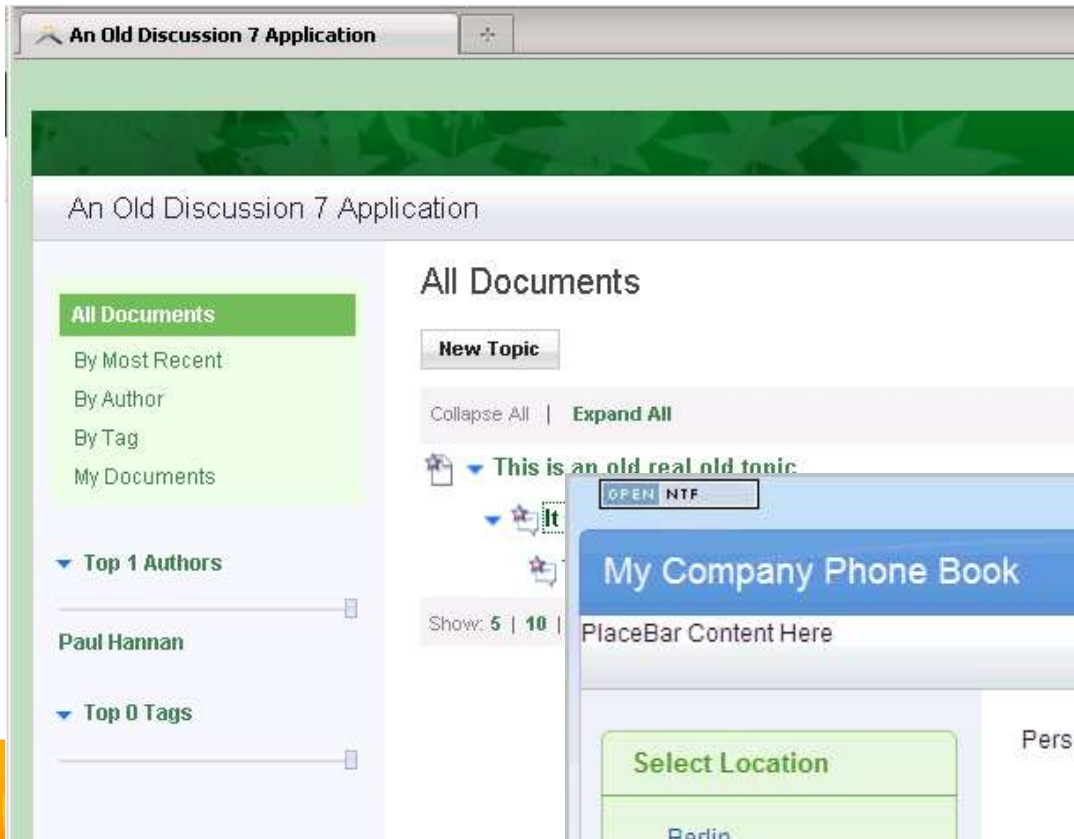 An Old Discussion 7 Application
An Old Discussion 7 Application
All Documents
By Most Recent
By Author
By Tag
My Documents
Top 1 Authors
Paul Hannan
Top 0 Tags
All Documents
New Topic
Collapse All | Expand All
This is an old real old topic
It
Show: 5 | 10 |
OPEN NTF
My Company Phone Book
PlaceBar Content Here
Select Location
Berlin
Pers